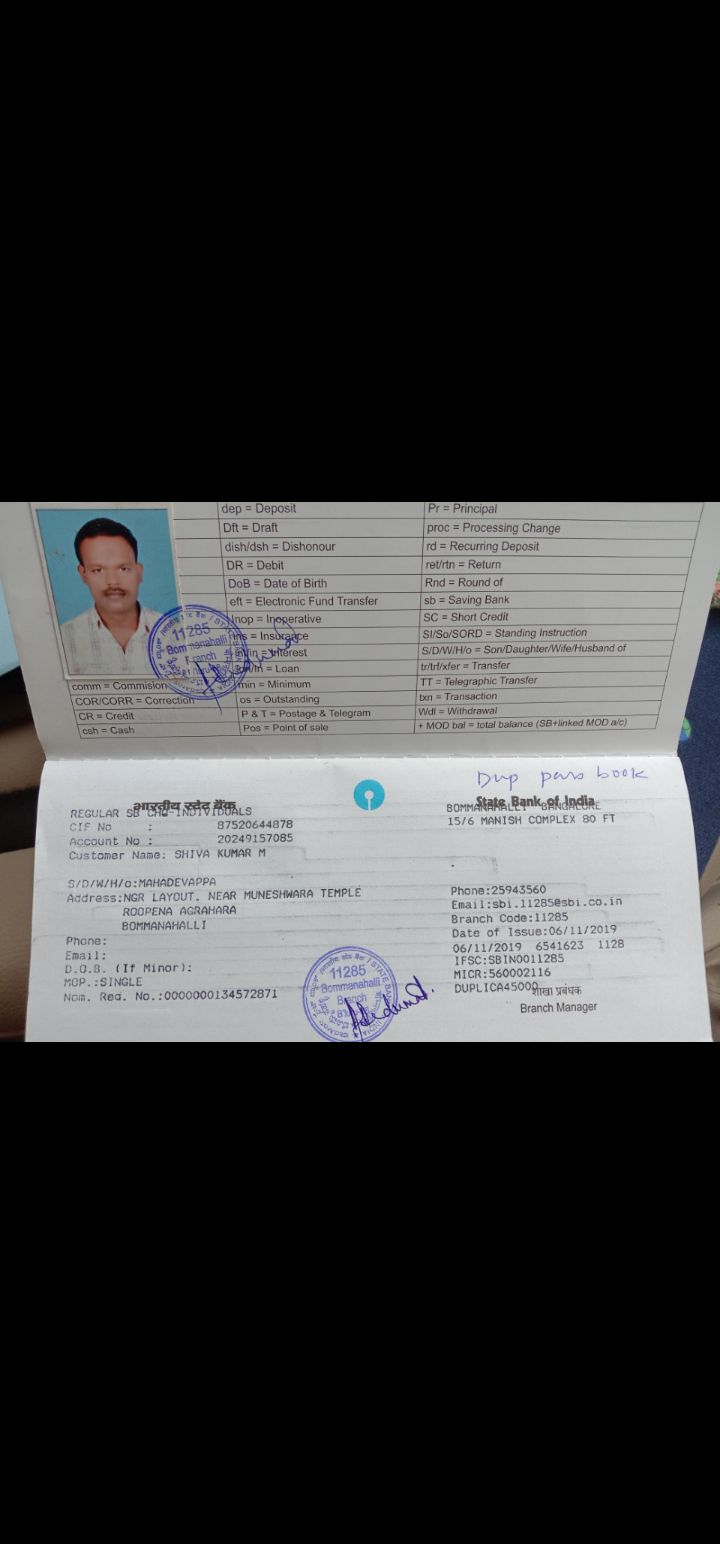 dep = Deposit
Pr = Principal
Dft = Draft
proc = Processing Change
dish/dsh = Dishonour
rd = Recurring Deposit
DR = Debit
ret/rtn = Return
DoB = Date of Birth
Rnd = Round of
eft = Electronic Fund Transfer
sb = Saving Bank
Inop = Inoperative
SC = Short Credit
ins = Insurance
SI/So/SORD = Standing Instruction
int/in = Interest
S/D/W/H/o = Son/Daughter/Wife/Husband of
lon/ln = Loan
tr/trf/xfer = Transfer
comm = Commision
min = Minimum
TT = Telegraphic Transfer
COR/CORR = Correction
os = Outstanding
txn = Transaction
CR = Credit
P & T = Postage & Telegram
Wdl = Withdrawal
csh = Cash
Pos = Point of sale
+ MOD bal = total balance (SB+linked MOD a/c)
11285
Bommanahalli
Branch
Dup pass book
भारतीय स्टेट बैंक
State Bank of India
REGULAR SB CHQ-INDIVIDUALS
BOMMANAHALLI BANGALORE
CIF No : 87520644878
15/6 MANISH COMPLEX 80 FT
Account No : 20249157085
Customer Name: SHIVA KUMAR M
S/D/W/H/o:MAHADEVAPPA
Phone:25943560
Address:NGR LAYOUT. NEAR MUNESHWARA TEMPLE
Email:sbi.11285@sbi.co.in
ROOPENA AGRAHARA
Branch Code:11285
BOMMANAHALLI
Date of Issue:06/11/2019
Phone:
06/11/2019 6541623 1128
Email:
IFSC:SBIN0011285
D.O.B. (If Minor):
MICR:560002116
MOP.:SINGLE
DUPLICA45000
शाखा प्रबंधक
Nom. Reg. No.:0000000134572871
Branch Manager
11285
Bommanahalli
Branch
B'lore